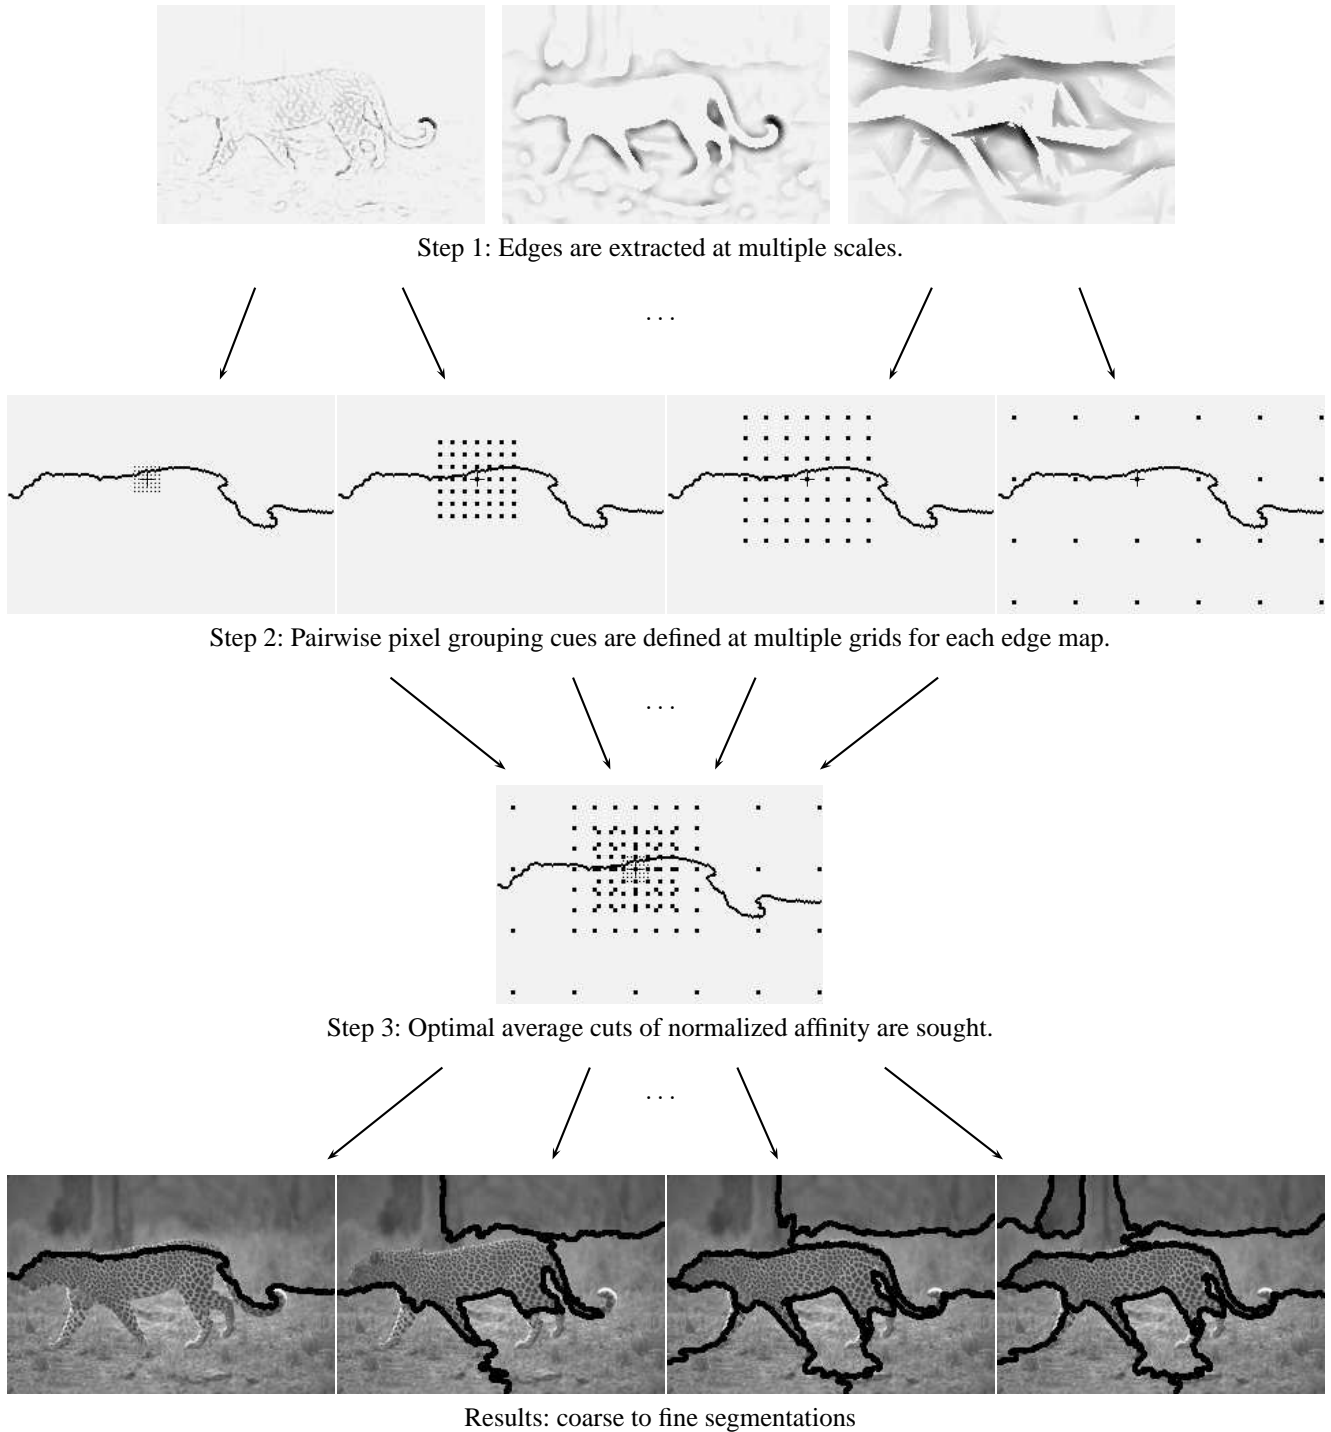 Step 1: Edges are extracted at multiple scales.
. . .
Step 2: Pairwise pixel grouping cues are defined at multiple grids for each edge map.
. . .
Step 3: Optimal average cuts of normalized affinity are sought.
. . .
Results: coarse to fine segmentations